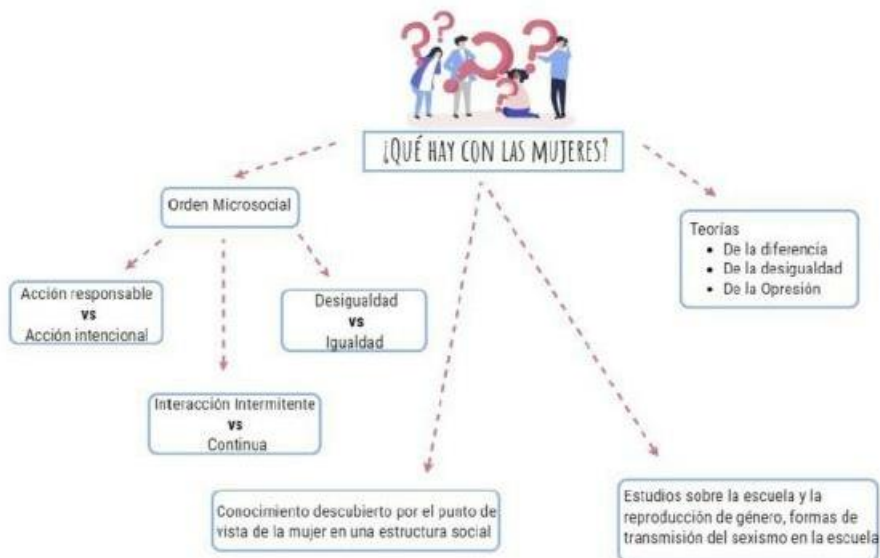 ¿QUÉ HAY CON LAS MUJERES?
Orden Microsocial
Teorías
• De la diferencia
• De la desigualdad
• De la Opresión
Acción responsable
vs
Acción intencional
Desigualdad
vs
Igualdad
Interacción Intermitente
vs
Continua
Conocimiento descubierto por el punto de
vista de la mujer en una estructura social
Estudios sobre la escuela y la
reproducción de género, formas de
transmisión del sexismo en la escuela